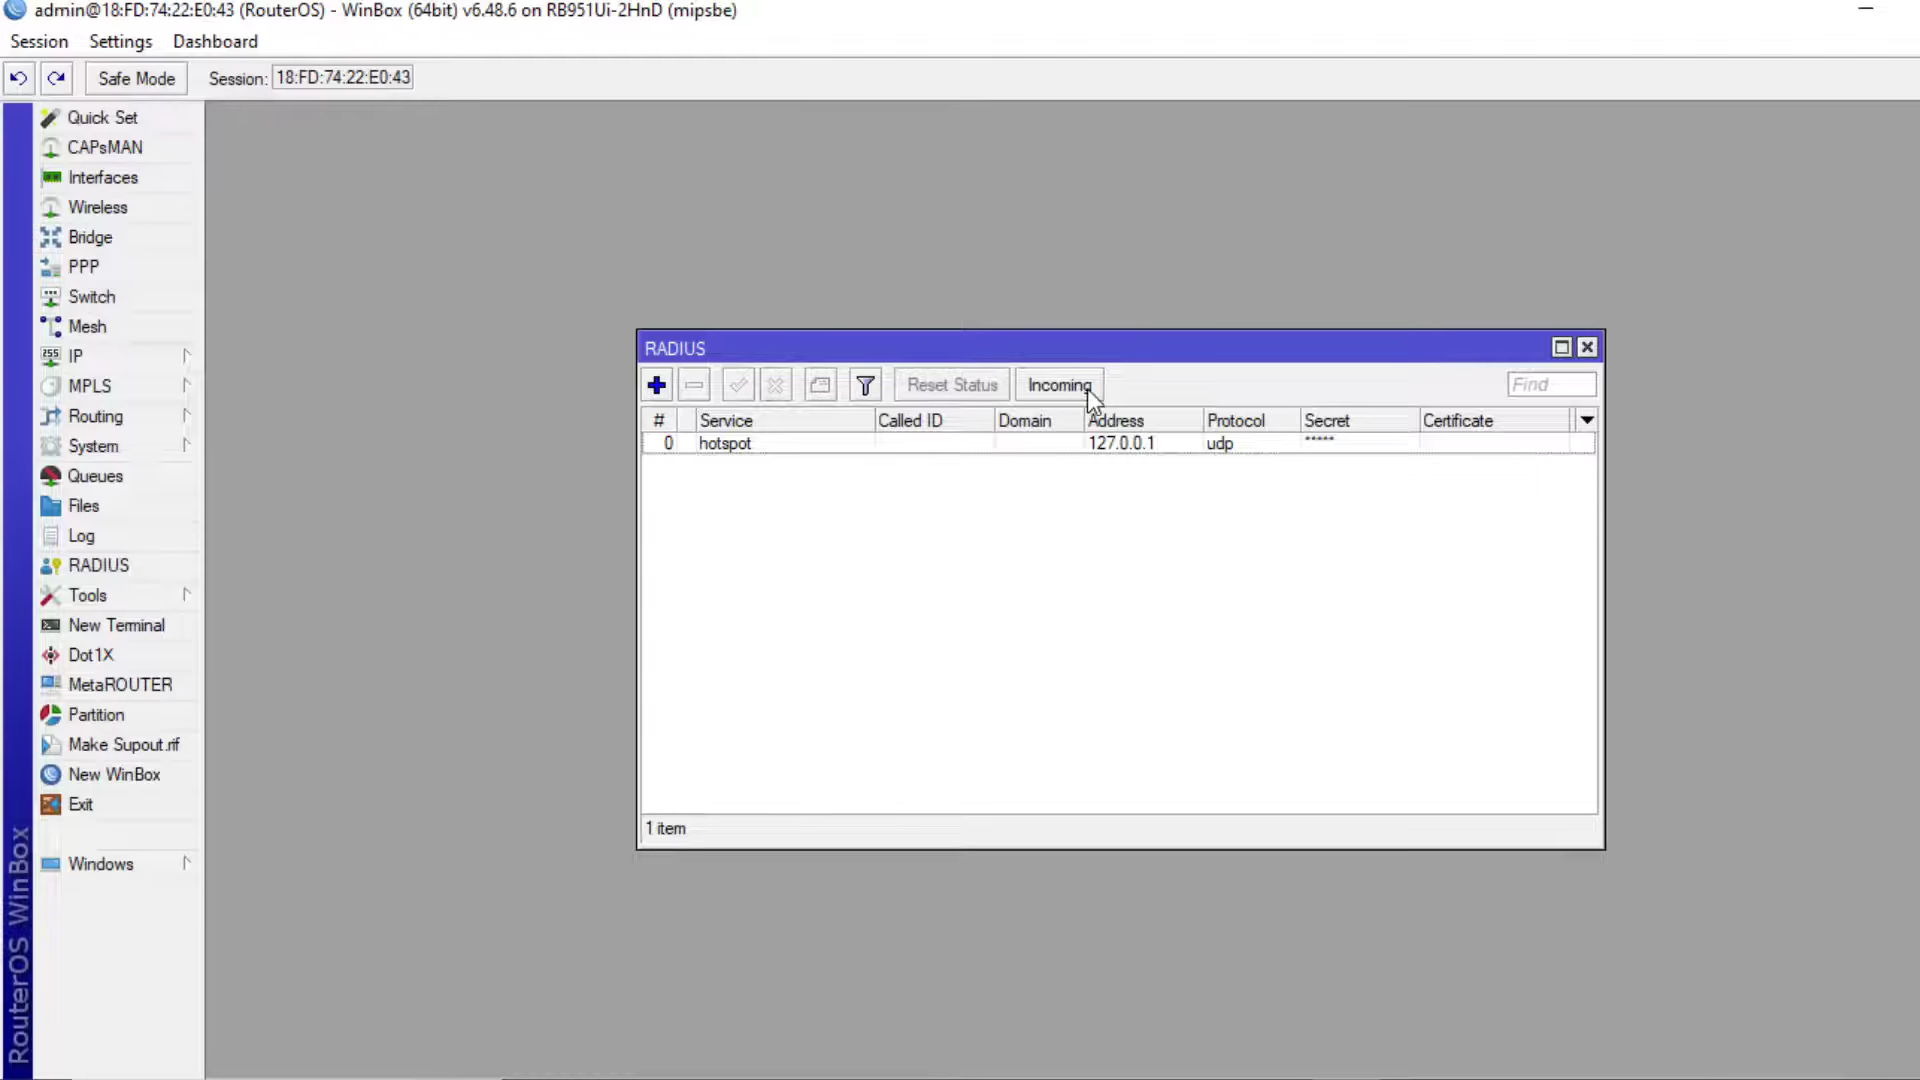 admin@18:FD:74:22:E0:43 (RouterOS) - WinBox (64bit) v6.48.6 on RB951Ui-2HnD (mipsbe)
Session Settings Dashboard
Safe Mode Session: 18:FD:74:22:E0:43
Quick Set
CAPsMAN
Interfaces
Wireless
Bridge
PPP
Switch
Mesh
255 IP
MPLS
Routing
System
Queues
Files
Log
RADIUS
Tools
New Terminal
Dot1X
MetaROUTER
Partition
Make Supout.rif
New WinBox
Exit
Windows
RouterOS WinBox
RADIUS
Reset Status Incoming Find
# Service Called ID Domain Address Protocol Secret Certificate
0 hotspot 127.0.0.1 udp *****
1 item